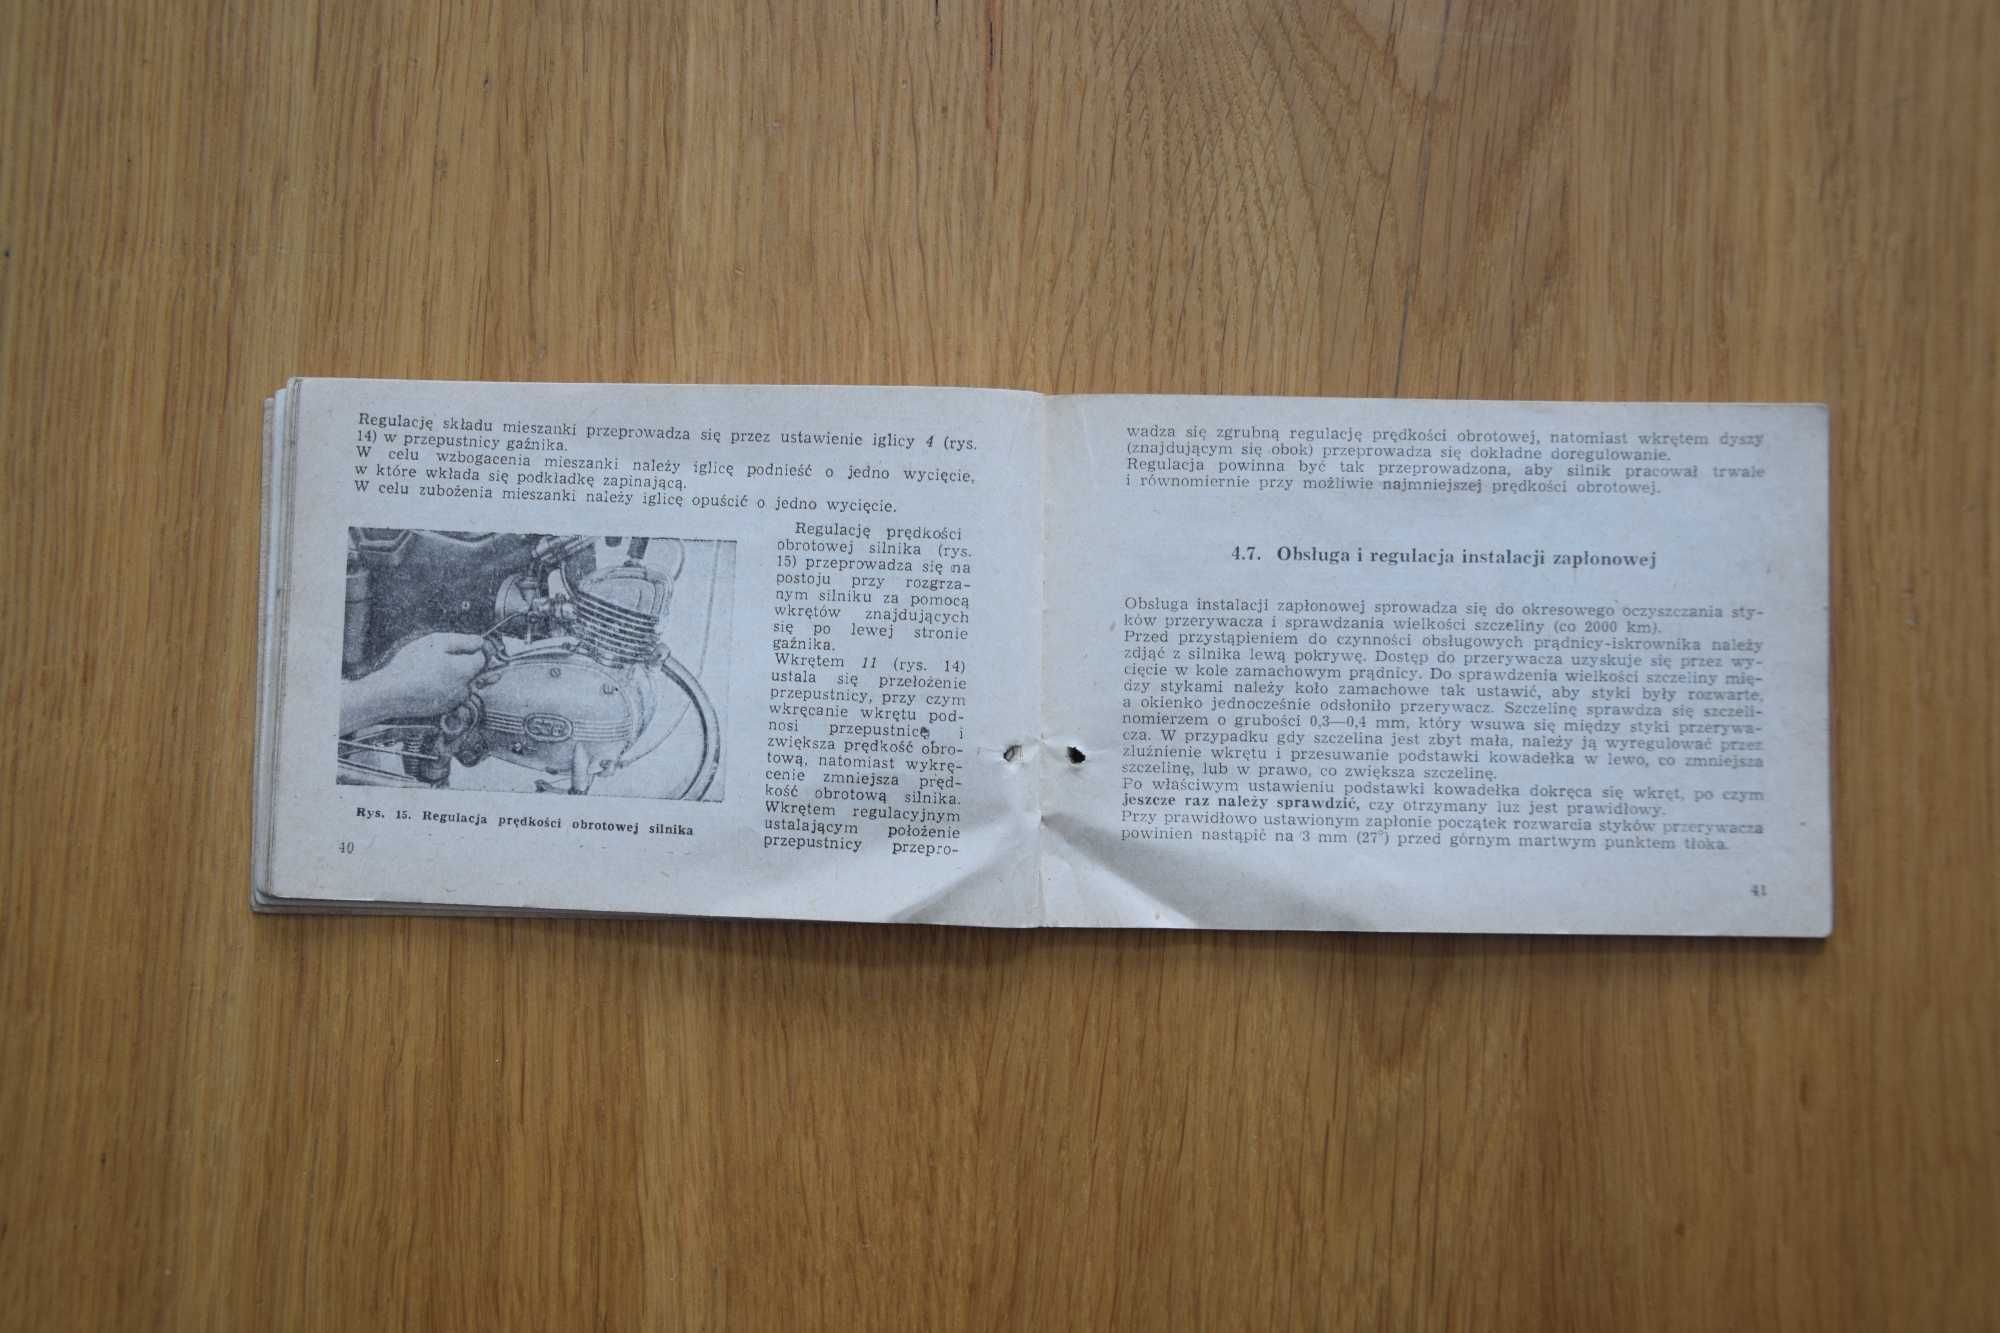 Regulację składu mieszanki przeprowadza się przez ustawienie iglicy 4 (rys.
14) w przepustnicy gaźnika.
W celu wzbogacenia mieszanki należy iglicę podnieść o jedno wycięcie,
w które wkłada się podkładkę zapinającą.
W celu zubożenia mieszanki należy iglicę opuścić o jedno wycięcie.
Regulację prędkości
obrotowej silnika (rys.
15) przeprowadza się na
postoju przy rozgrza-
nym silniku za pomocą
wkrętów znajdujących
się po lewej stronie
gaźnika.
Wkrętem 11 (rys. 14)
ustala się przełożenie
przepustnicy, przy czym
wkręcanie wkrętu pod-
nosi przepustnicę i
zwiększa prędkość obro-
tową, natomiast wykrę-
cenie zmniejsza pręd-
kość obrotową silnika.
Wkrętem regulacyjnym
ustalającym położenie
przepustnicy przepro-
Rys. 15. Regulacja prędkości obrotowej silnika
40
wadza się zgrubną regulację prędkości obrotowej, natomiast wkrętem dyszy
(znajdującym się obok) przeprowadza się dokładne doregulowanie.
Regulacja powinna być tak przeprowadzona, aby silnik pracował trwale
i równomiernie przy możliwie najmniejszej prędkości obrotowej.
4.7. Obsługa i regulacja instalacji zapłonowej
Obsługa instalacji zapłonowej sprowadza się do okresowego oczyszczania sty-
ków przerywacza i sprawdzania wielkości szczeliny (co 2000 km).
Przed przystąpieniem do czynności obsługowych prądnicy-iskrownika należy
zdjąć z silnika lewą pokrywę. Dostęp do przerywacza uzyskuje się przez wy-
cięcie w kole zamachowym prądnicy. Do sprawdzenia wielkości szczeliny mię-
dzy stykami należy koło zamachowe tak ustawić, aby styki były rozwarte,
a okienko jednocześnie odsłoniło przerywacz. Szczelinę sprawdza się szczeli-
nomierzem o grubości 0,3—0,4 mm, który wsuwa się między styki przerywa-
cza. W przypadku gdy szczelina jest zbyt mała, należy ją wyregulować przez
zluźnienie wkrętu i przesuwanie podstawki kowadełka w lewo, co zmniejsza
szczelinę, lub w prawo, co zwiększa szczelinę.
Po właściwym ustawieniu podstawki kowadełka dokręca się wkręt, po czym
jeszcze raz należy sprawdzić, czy otrzymany luz jest prawidłowy.
Przy prawidłowo ustawionym zapłonie początek rozwarcia styków przerywacza
powinien nastąpić na 3 mm (27°) przed górnym martwym punktem tłoka.
41